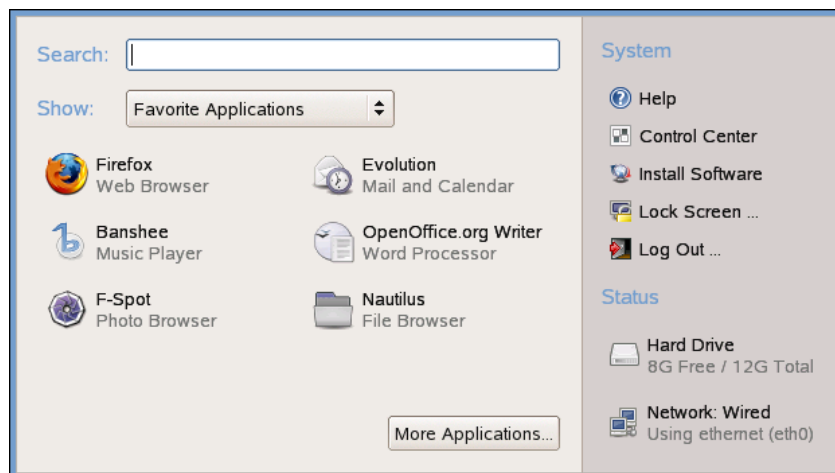 Search:
Show:
Favorite Applications
Firefox
Web Browser
Evolution
Mail and Calendar
Banshee
Music Player
OpenOffice.org Writer
Word Processor
F-Spot
Photo Browser
Nautilus
File Browser
More Applications...
System
Help
Control Center
Install Software
Lock Screen ...
Log Out ...
Status
Hard Drive
8G Free / 12G Total
Network: Wired
Using ethernet (eth0)